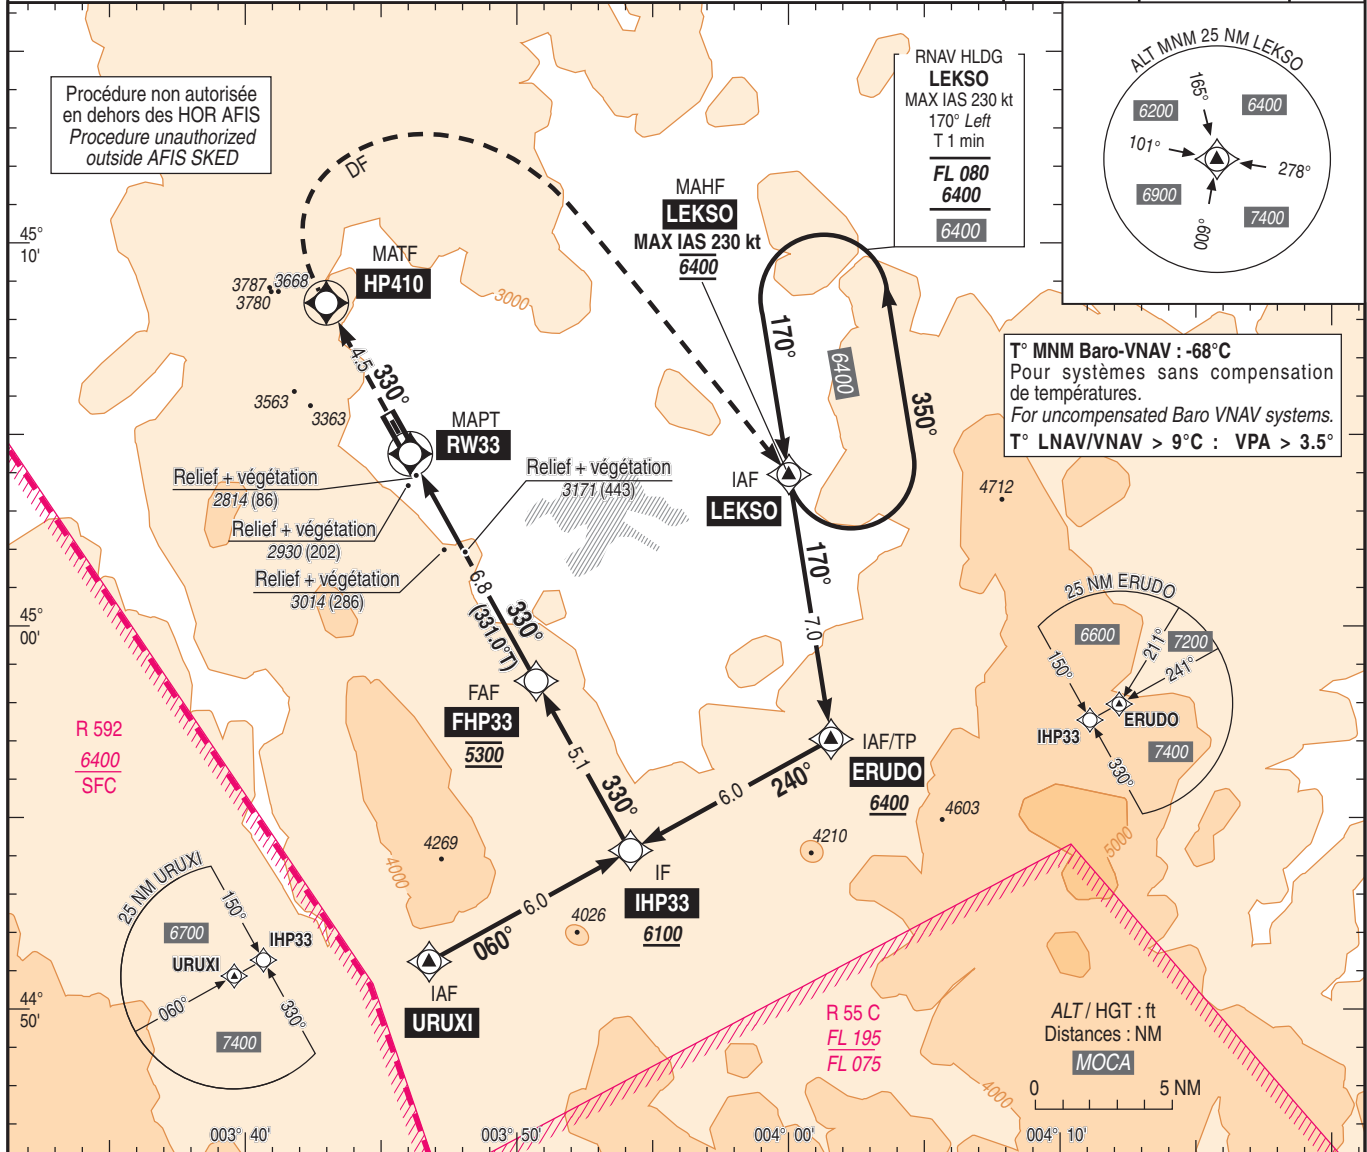 Procédure non autorisée
en dehors des HOR AFIS
Procedure unauthorized
outside AFIS SKED
RNAV HLDG
LEKSO
MAX IAS 230 kt
170° Left
T 1 min
FL 080
6400
6400
ALT MNM 25 NM LEKSO
165°
6200
6400
101°
278°
6900
7400
009°
DF
MAHF
LEKSO
MAX IAS 230 kt
6400
45°
10'
MATF
HP410
3787
3668
3780
3000
170°
6400
350°
T° MNM Baro-VNAV : -68°C
Pour systèmes sans compensation
de températures.
For uncompensated Baro VNAV systems.
T° LNAV/VNAV > 9°C : VPA > 3.5°
4.5
330°
3563
3363
MAPT
RW33
Relief + végétation
2814 (86)
Relief + végétation
3171 (443)
IAF
LEKSO
4712
Relief + végétation
2930 (202)
Relief + végétation
3014 (286)
170°
7.0
6.8
330°
(331.0°T)
45°
00'
25 NM ERUDO
6600
7200
211°
241°
150°
ERUDO
IHP33
7400
330°
FAF
FHP33
5300
R 592
6400
SFC
5.1
330°
IAF/TP
ERUDO
6400
6.0
240°
4603
4210
4269
4000
5000
IF
IHP33
6100
25 NM URUXI
150°
6700
IHP33
URUXI
060°
330°
7400
6.0
060°
4026
IAF
URUXI
44°
50'
R 55 C
FL 195
FL 075
ALT / HGT : ft
Distances : NM
MOCA
0
5 NM
4000
003° 40'
003° 50'
004° 00'
004° 10'